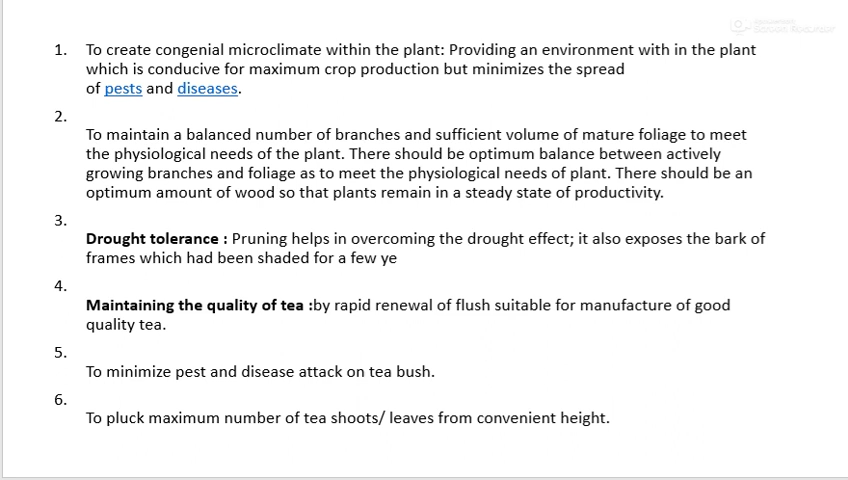 1. To create congenial microclimate within the plant: Providing an environment with in the plant
which is conducive for maximum crop production but minimizes the spread
of pests and diseases.
2.
To maintain a balanced number of branches and sufficient volume of mature foliage to meet
the physiological needs of the plant. There should be optimum balance between actively
growing branches and foliage as to meet the physiological needs of plant. There should be an
optimum amount of wood so that plants remain in a steady state of productivity.
3.
Drought tolerance : Pruning helps in overcoming the drought effect; it also exposes the bark of
frames which had been shaded for a few ye
4.
Maintaining the quality of tea :by rapid renewal of flush suitable for manufacture of good
quality tea.
5.
To minimize pest and disease attack on tea bush.
6.
To pluck maximum number of tea shoots/ leaves from convenient height.
Screen Recorder